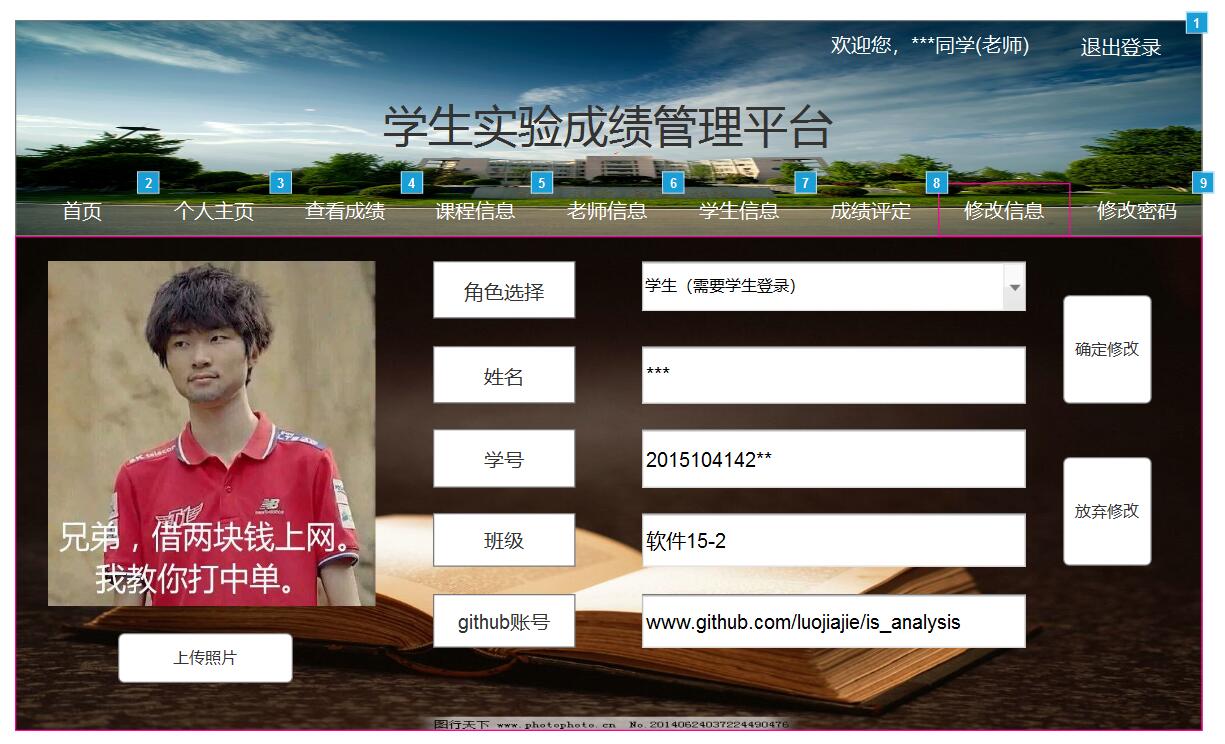 1
欢迎您，***同学(老师)
退出登录
学生实验成绩管理平台
2 3 4 5 6 7 8 9
首页 个人主页 查看成绩 课程信息 老师信息 学生信息 成绩评定 修改信息 修改密码
角色选择
学生（需要学生登录）
确定修改
姓名
***
学号
2015104142**
放弃修改
SK telecom
兄弟，借两块钱上网。
我教你打中单。
班级
软件15-2
github账号
www.github.com/luojiajie/is_analysis
上传照片
图行天下 www.photophoto.cn No.20140624037224490476